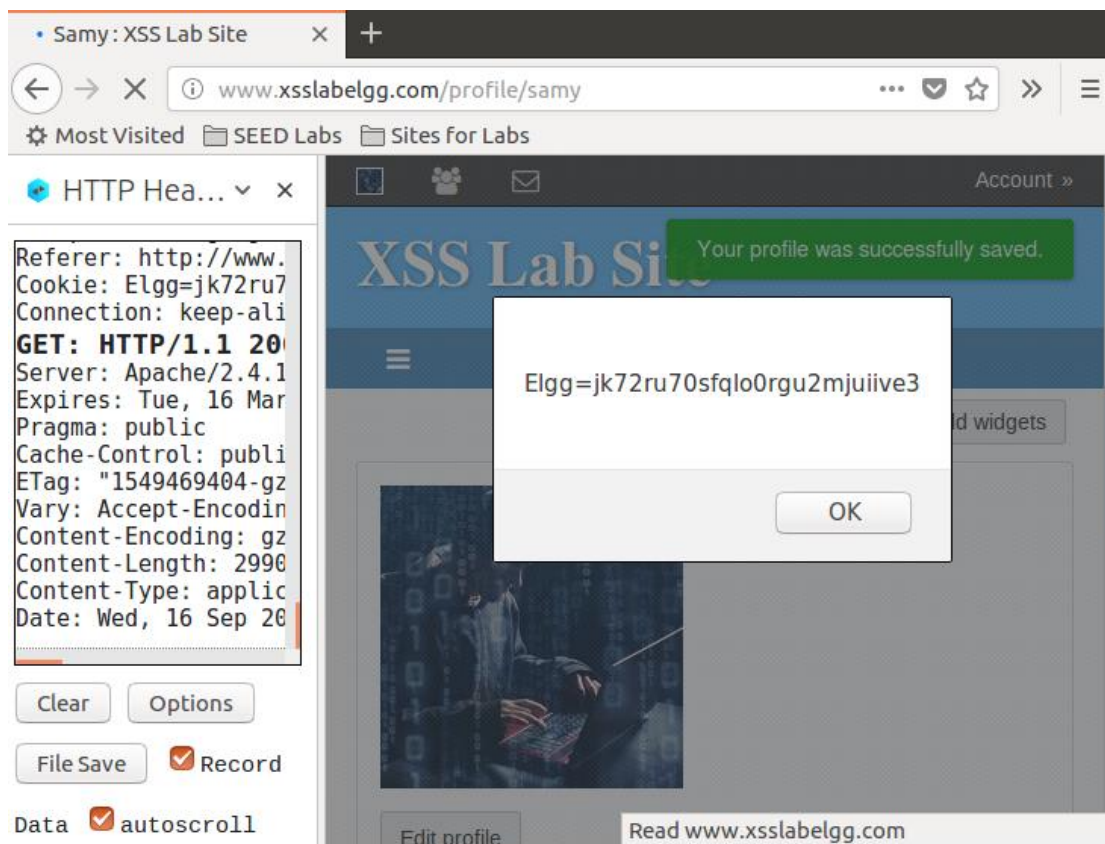 Samy : XSS Lab Site
www.xsslabelgg.com/profile/samy
Most Visited SEED Labs Sites for Labs
HTTP Hea...
Referer: http://www.
Cookie: Elgg=jk72ru7
Connection: keep-ali
GET: HTTP/1.1 20
Server: Apache/2.4.1
Expires: Tue, 16 Mar
Pragma: public
Cache-Control: publi
ETag: "1549469404-gz
Vary: Accept-Encodin
Content-Encoding: gz
Content-Length: 2990
Content-Type: applic
Date: Wed, 16 Sep 20
Clear Options
File Save Record
Data autoscroll
Account »
XSS Lab Si
Your profile was successfully saved.
Elgg=jk72ru70sfqlo0rgu2mjuiive3
OK
widgets
Edit profile
Read www.xsslabelgg.com